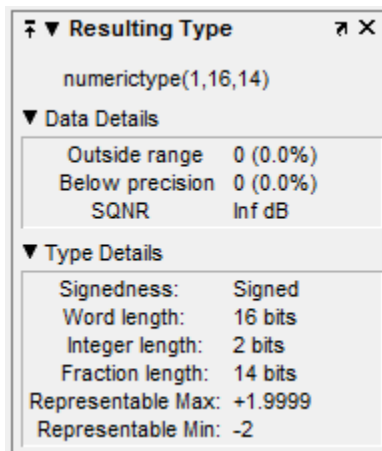 Resulting Type
numerictype(1,16,14)
Data Details
Outside range 0 (0.0%)
Below precision 0 (0.0%)
SQNR Inf dB
Type Details
Signedness: Signed
Word length: 16 bits
Integer length: 2 bits
Fraction length: 14 bits
Representable Max: +1.9999
Representable Min: -2